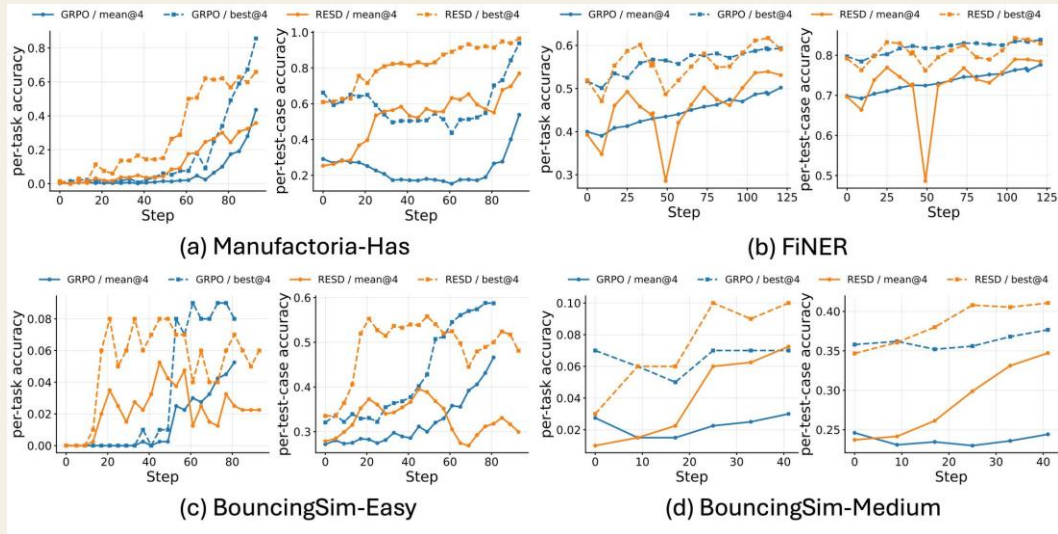 GRPO / mean@4 GRPO / best@4 RESD / mean@4 RESD / best@4
GRPO / mean@4 GRPO / best@4 RESD / mean@4 RESD / best@4
per-task accuracy
0.8
0.6
0.4
0.2
0.0
0 20 40 60 80
Step
per-test-case accuracy
1.0
0.8
0.6
0.4
0.2
0.0
0 20 40 60 80
Step
per-task accuracy
0.6
0.5
0.4
0.3
0 25 50 75 100 125
Step
per-test-case accuracy
0.8
0.7
0.6
0.5
0 25 50 75 100 125
Step
(a) Manufactoria-Has
(b) FiNER
GRPO / mean@4 GRPO / best@4 RESD / mean@4 RESD / best@4
GRPO / mean@4 GRPO / best@4 RESD / mean@4 RESD / best@4
per-task accuracy
0.08
0.06
0.04
0.02
0.00
0 20 40 60 80
Step
per-test-case accuracy
0.6
0.5
0.4
0.3
0 20 40 60 80
Step
per-task accuracy
0.10
0.08
0.06
0.04
0.02
0 10 20 30 40
Step
per-test-case accuracy
0.40
0.35
0.30
0.25
0 10 20 30 40
Step
(c) BouncingSim-Easy
(d) BouncingSim-Medium